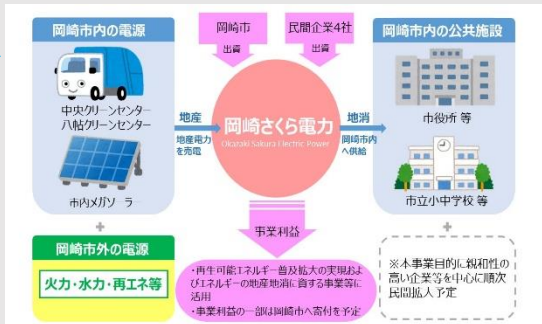 岡崎市内の電源
中央クリーンセンター
八帖クリーンセンター
市内メガソーラ
+
岡崎市外の電源
火力・水力・再エネ等
岡崎市
出資
民間企業4社
出資
地産
地産電力
を売電
岡崎さくら電力
Okazaki Sakura Electric Power
地消
岡崎市内
へ供給
事業利益
・再生可能エネルギー普及拡大の実現およ
びエネルギーの地産地消に資する事業等に
活用
・事業利益の一部は岡崎市へ寄付を予定
岡崎市内の公共施設
市役所 等
市立小中学校 等
+
※本事業目的に親和性の
高い企業等を中心に順次
民間拡大予定